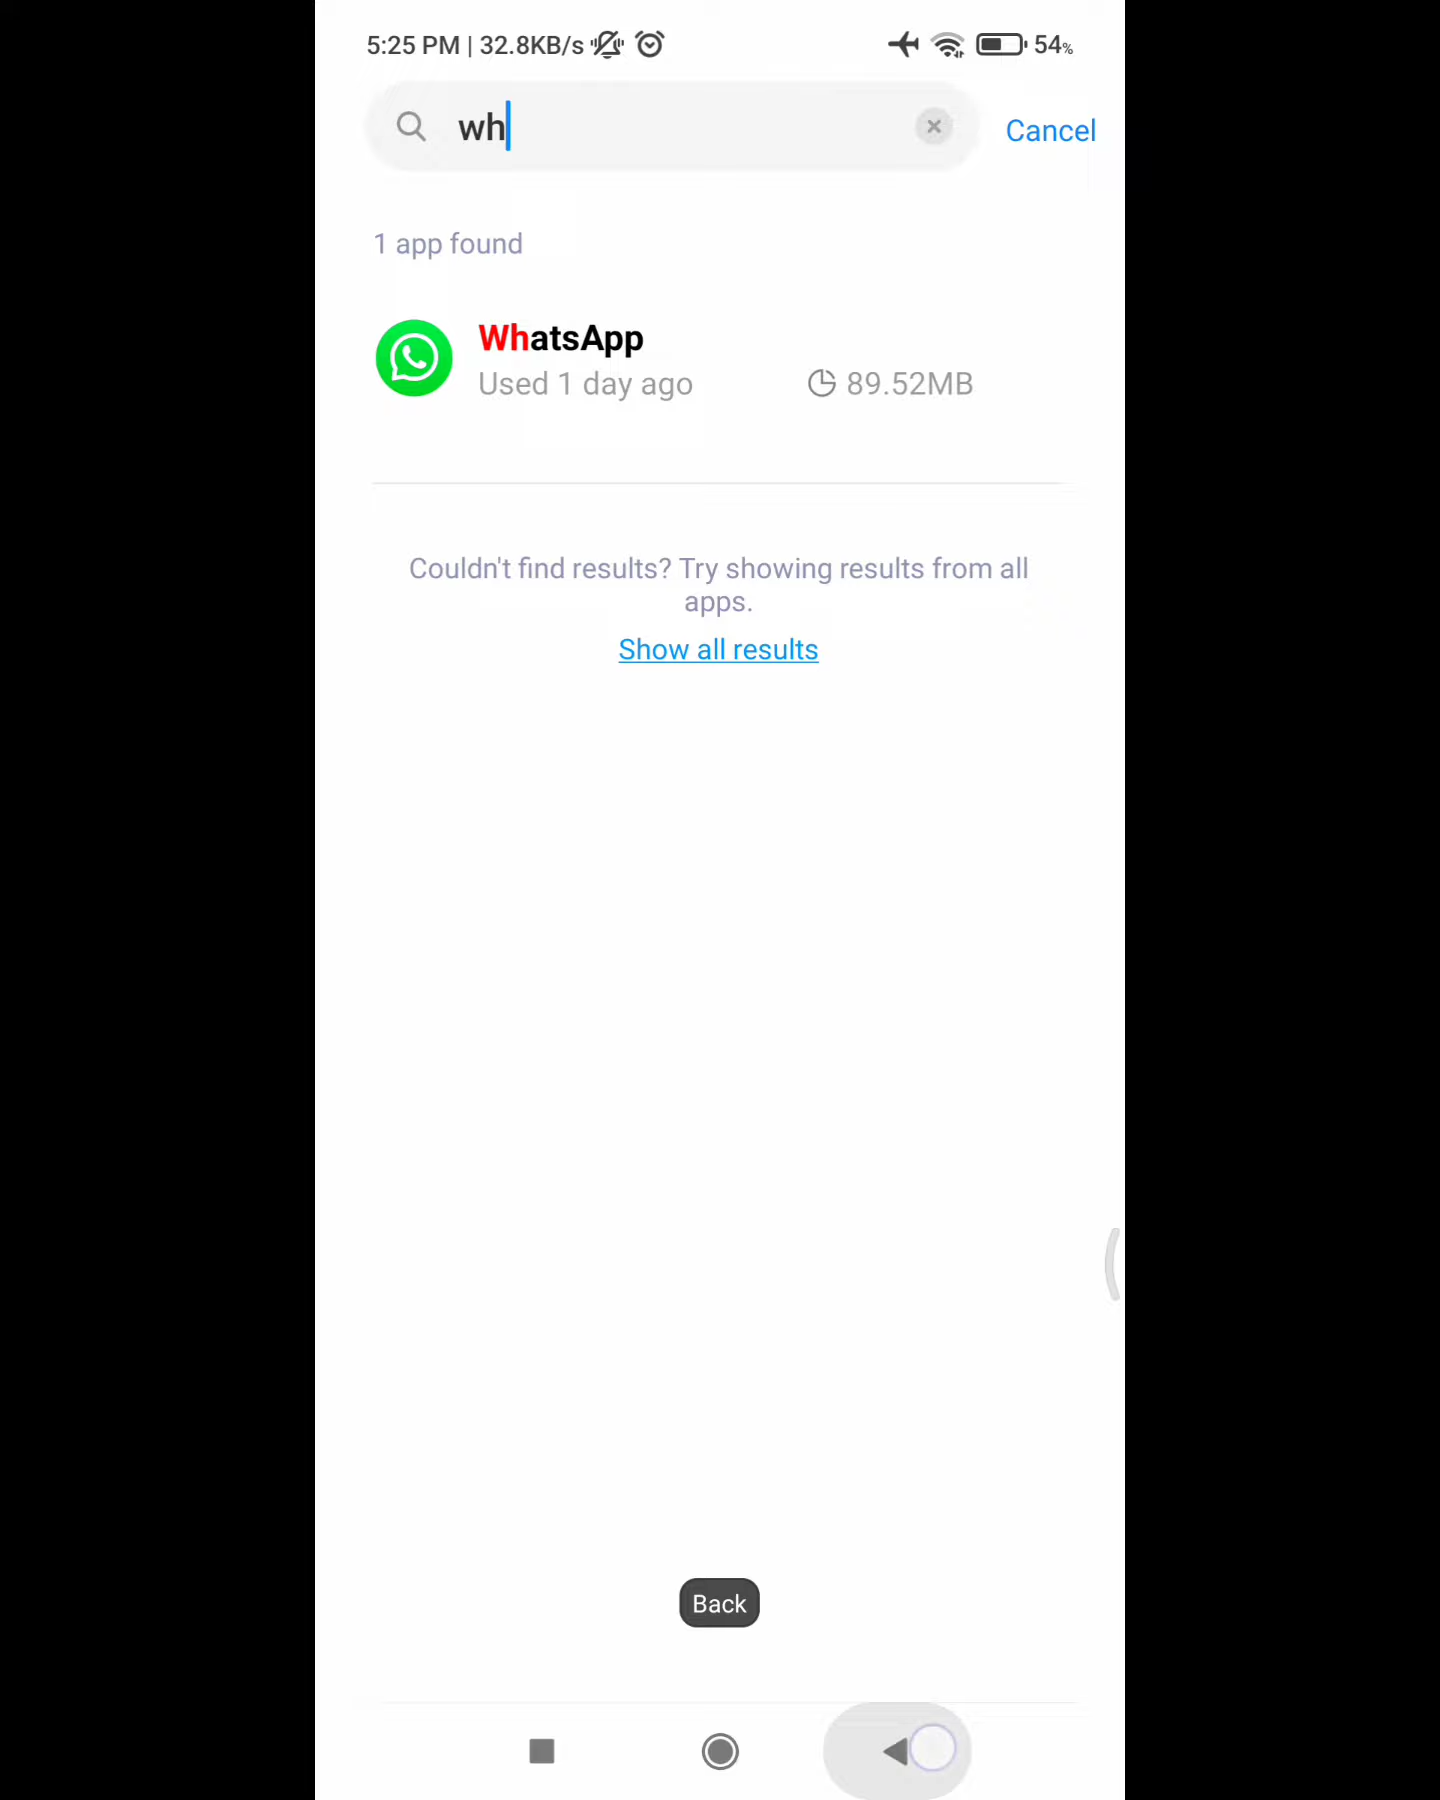 5:25 PM | 32.8KB/s 54%
wh
Cancel
1 app found
WhatsApp
Used 1 day ago 89.52MB
Couldn't find results? Try showing results from all
apps.
Show all results
Back